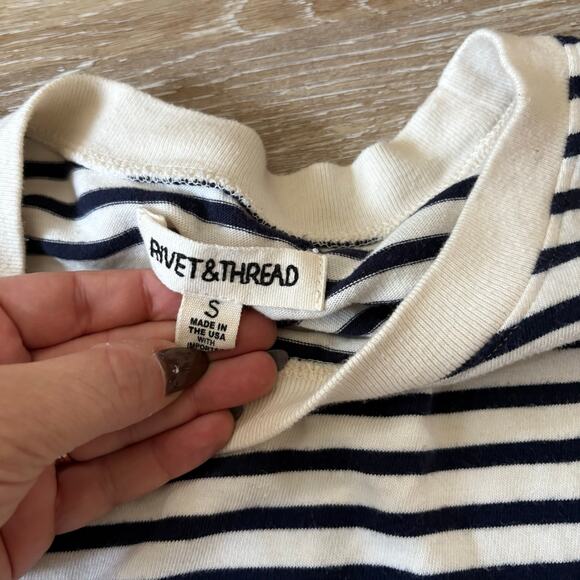 RIVET&THREAD
S
MADE IN
THE USA
WITH